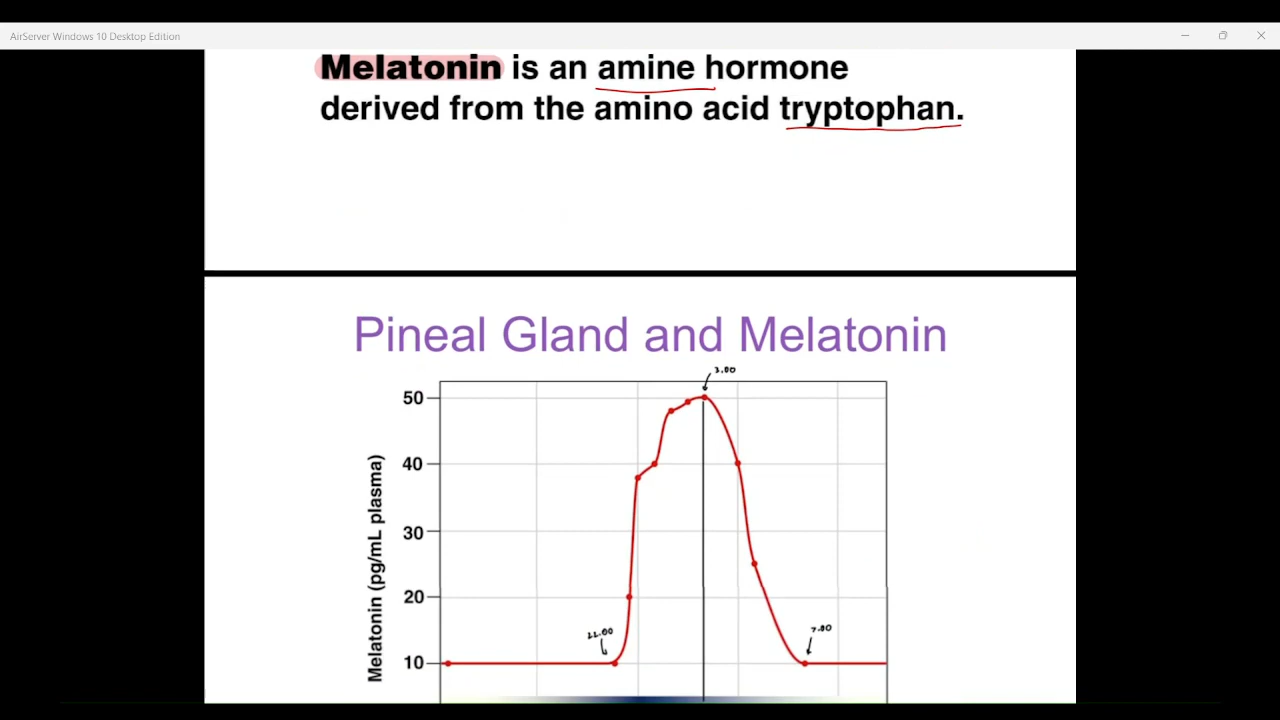 AirServer Windows 10 Desktop Edition
Melatonin is an amine hormone
derived from the amino acid tryptophan.
Pineal Gland and Melatonin
3.00
50
40
30
20
10
Melatonin (pg/mL plasma)
22.00
7.00